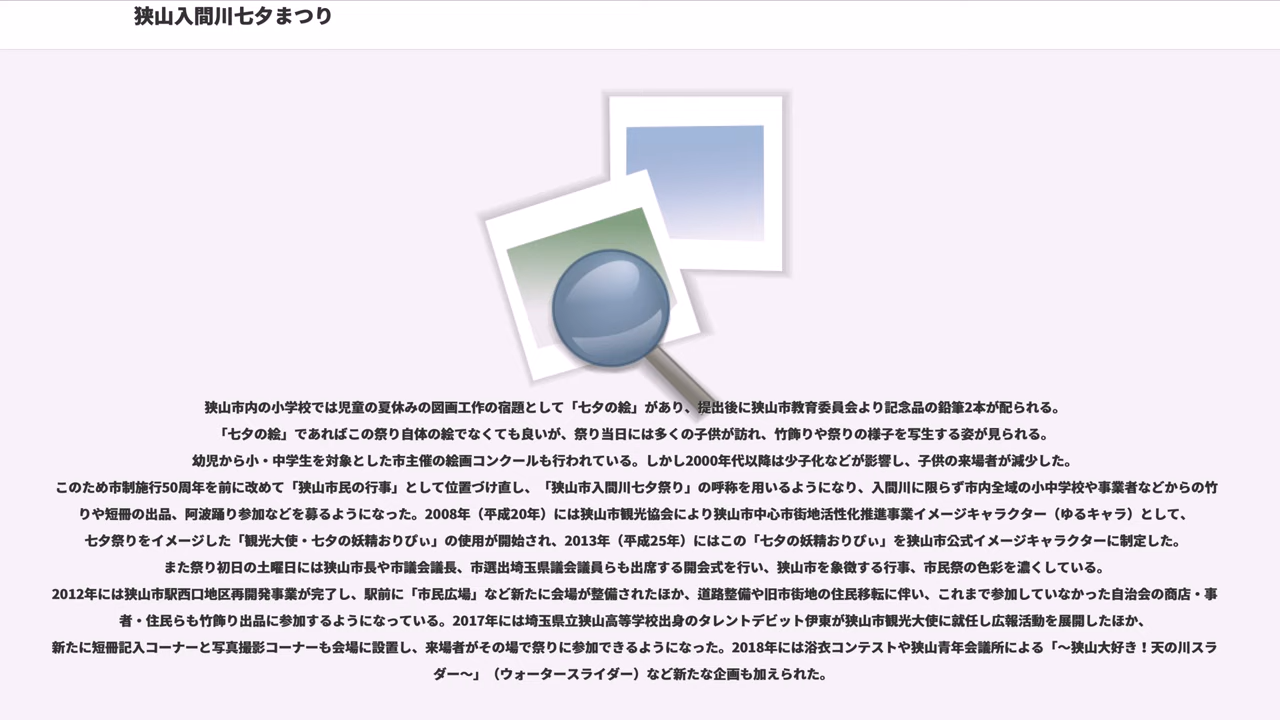 狭山入間川七夕まつり
狭山市内の小学校では児童の夏休みの図画工作の宿題として「七夕の絵」があり、提出後に狭山市教育委員会より記念品の鉛筆2本が配られる。
「七夕の絵」であればこの祭り自体の絵でなくても良いが、祭り当日には多くの子供が訪れ、竹飾りや祭りの様子を写生する姿が見られる。
幼児から小・中学生を対象とした市主催の絵画コンクールも行われている。しかし2000年代以降は少子化などが影響し、子供の来場者が減少した。
このため市制施行50周年を前に改めて「狭山市民の行事」として位置づけ直し、「狭山市入間川七夕祭り」の呼称を用いるようになり、入間川に限らず市内全域の小中学校や事業者などからの竹
りや短冊の出品、阿波踊り参加などを募るようになった。2008年（平成20年）には狭山市観光協会により狭山市中心市街地活性化推進事業イメージキャラクター（ゆるキャラ）として、
七夕祭りをイメージした「観光大使・七夕の妖精おりぴぃ」の使用が開始され、2013年（平成25年）にはこの「七夕の妖精おりぴぃ」を狭山市公式イメージキャラクターに制定した。
また祭り初日の土曜日には狭山市長や市議会議長、市選出埼玉県議会議員らも出席する開会式を行い、狭山市を象徴する行事、市民祭の色彩を濃くしている。
2012年には狭山市駅西口地区再開発事業が完了し、駅前に「市民広場」など新たに会場が整備されたほか、道路整備や旧市街地の住民移転に伴い、これまで参加していなかった自治会の商店・事
者・住民らも竹飾り出品に参加するようになっている。2017年には埼玉県立狭山高等学校出身のタレントデビット伊東が狭山市観光大使に就任し広報活動を展開したほか、
新たに短冊記入コーナーと写真撮影コーナーも会場に設置し、来場者がその場で祭りに参加できるようになった。2018年には浴衣コンテストや狭山青年会議所による「〜狭山大好き！天の川スラ
ダー〜」（ウォータースライダー）など新たな企画も加えられた。